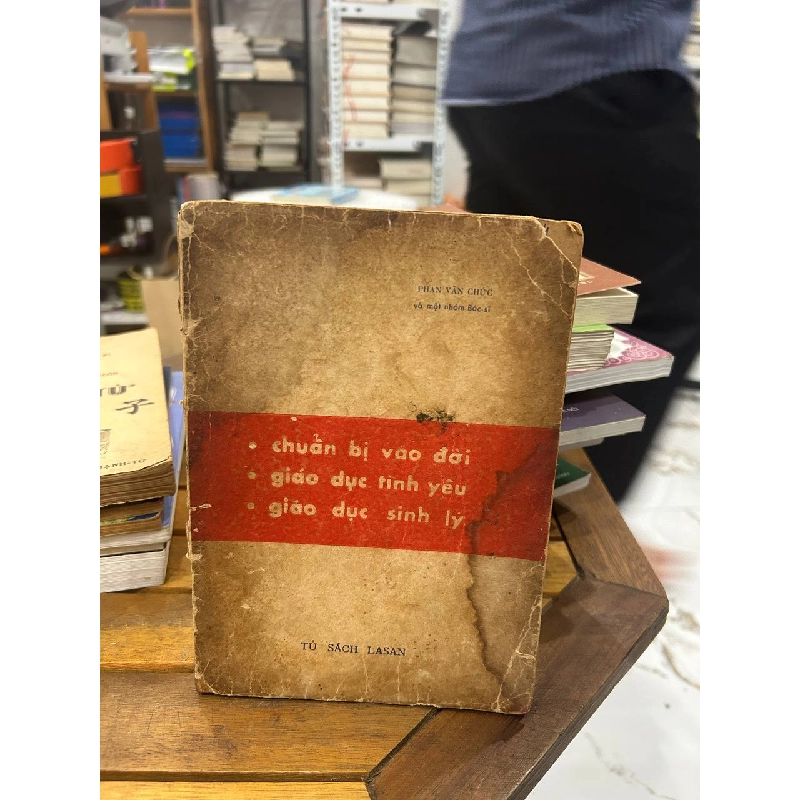 PHAN VĂN CHỨC
và một nhóm Bác sĩ
• chuẩn bị vào đời
• giáo dục tình yêu
• giáo dục sinh lý
TỦ SÁCH LASAN
TỬ